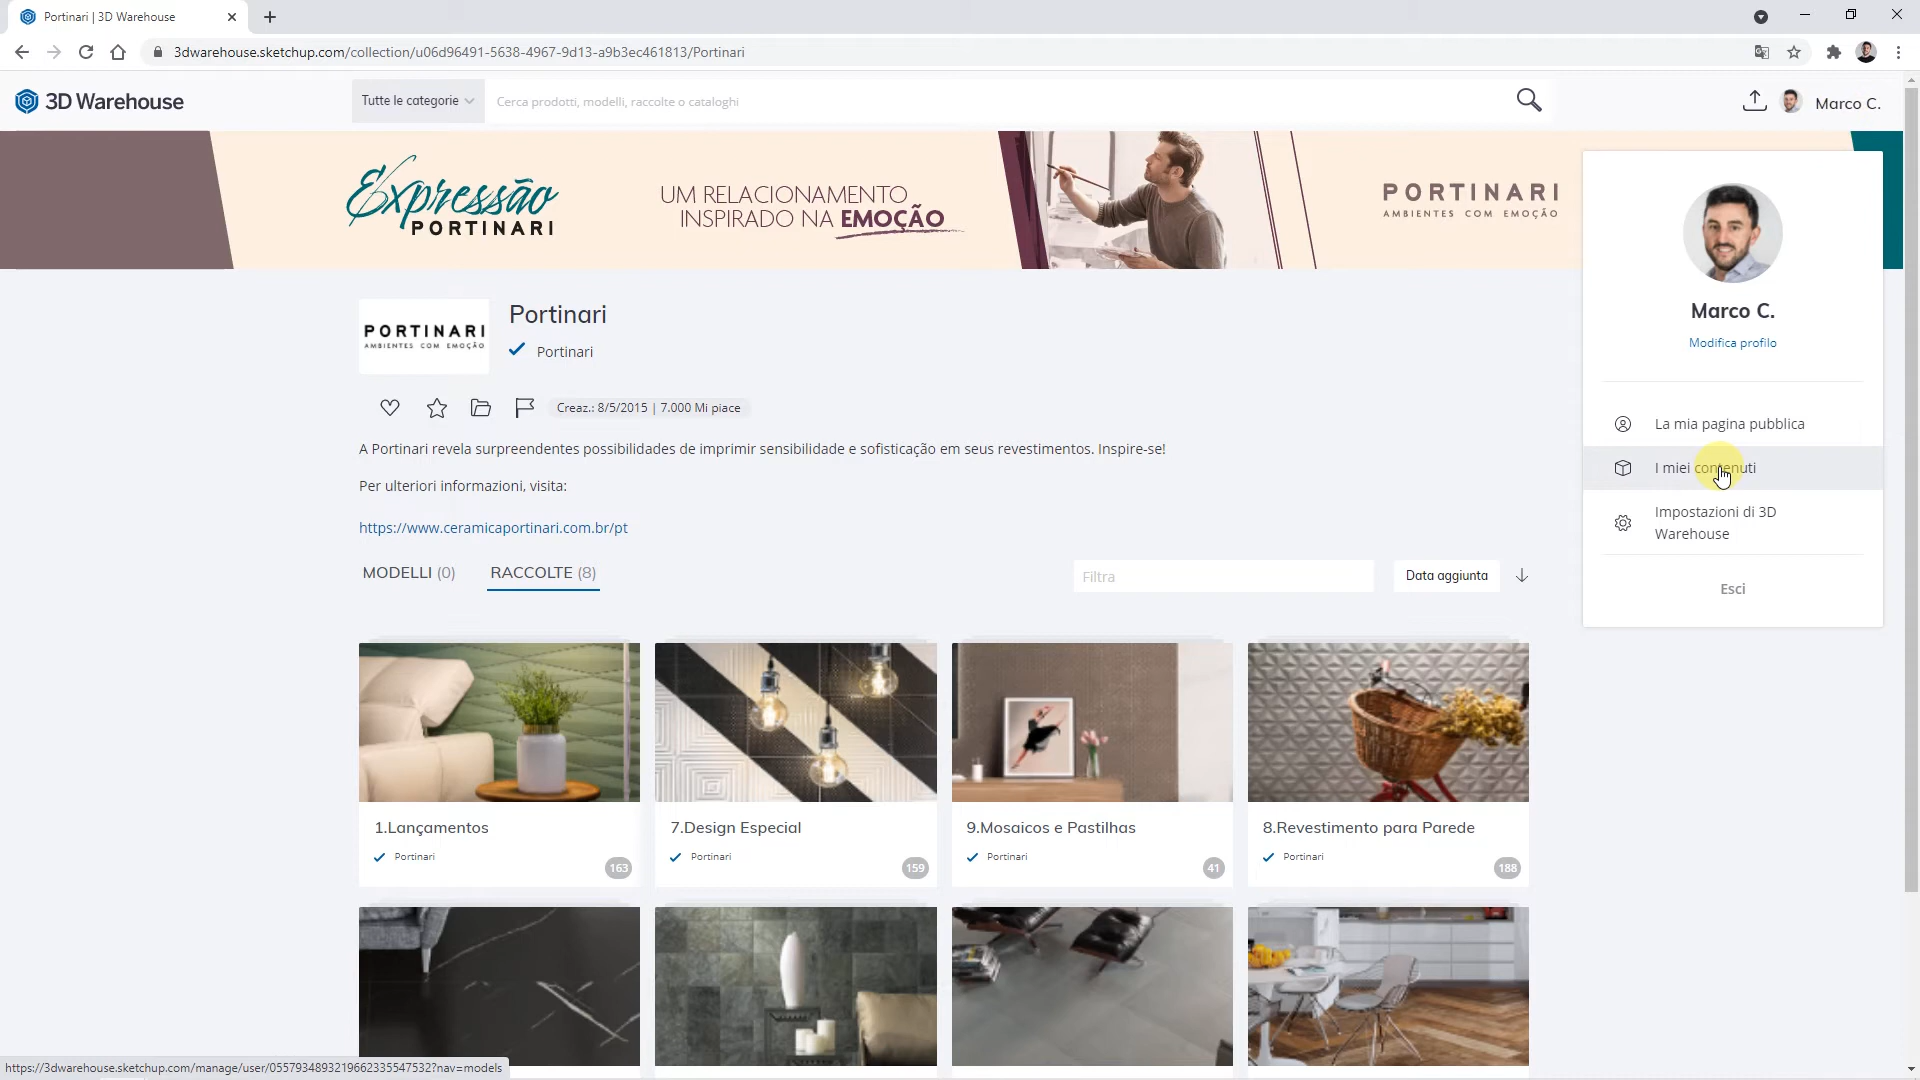 Portinari | 3D Warehouse
3dwarehouse.sketchup.com/collection/u06d96491-5638-4967-9d13-a9b3ec461813/Portinari
3D Warehouse
Tutte le categorie
Cerca prodotti, modelli, raccolte o cataloghi
Marco C.
Expressão
PORTINARI
UM RELACIONAMENTO
INSPIRADO NA EMOÇÃO
PORTINARI
AMBIENTES COM EMOÇÃO
Marco C.
Modifica profilo
La mia pagina pubblica
I miei contenuti
Impostazioni di 3D
Warehouse
Esci
PORTINARI
AMBIENTES COM EMOÇÃO
Portinari
Portinari
Creaz.: 8/5/2015 | 7.000 Mi piace
A Portinari revela surpreendentes possibilidades de imprimir sensibilidade e sofisticação em seus revestimentos. Inspire-se!
Per ulteriori informazioni, visita:
https://www.ceramicaportinari.com.br/pt
MODELLI (0)
RACCOLTE (8)
Filtra
Data aggiunta
1.Lançamentos
Portinari
163
7.Design Especial
Portinari
159
9.Mosaicos e Pastilhas
Portinari
41
8.Revestimento para Parede
Portinari
188
https://3dwarehouse.sketchup.com/manage/user/0557934893219662335547532?nav=models